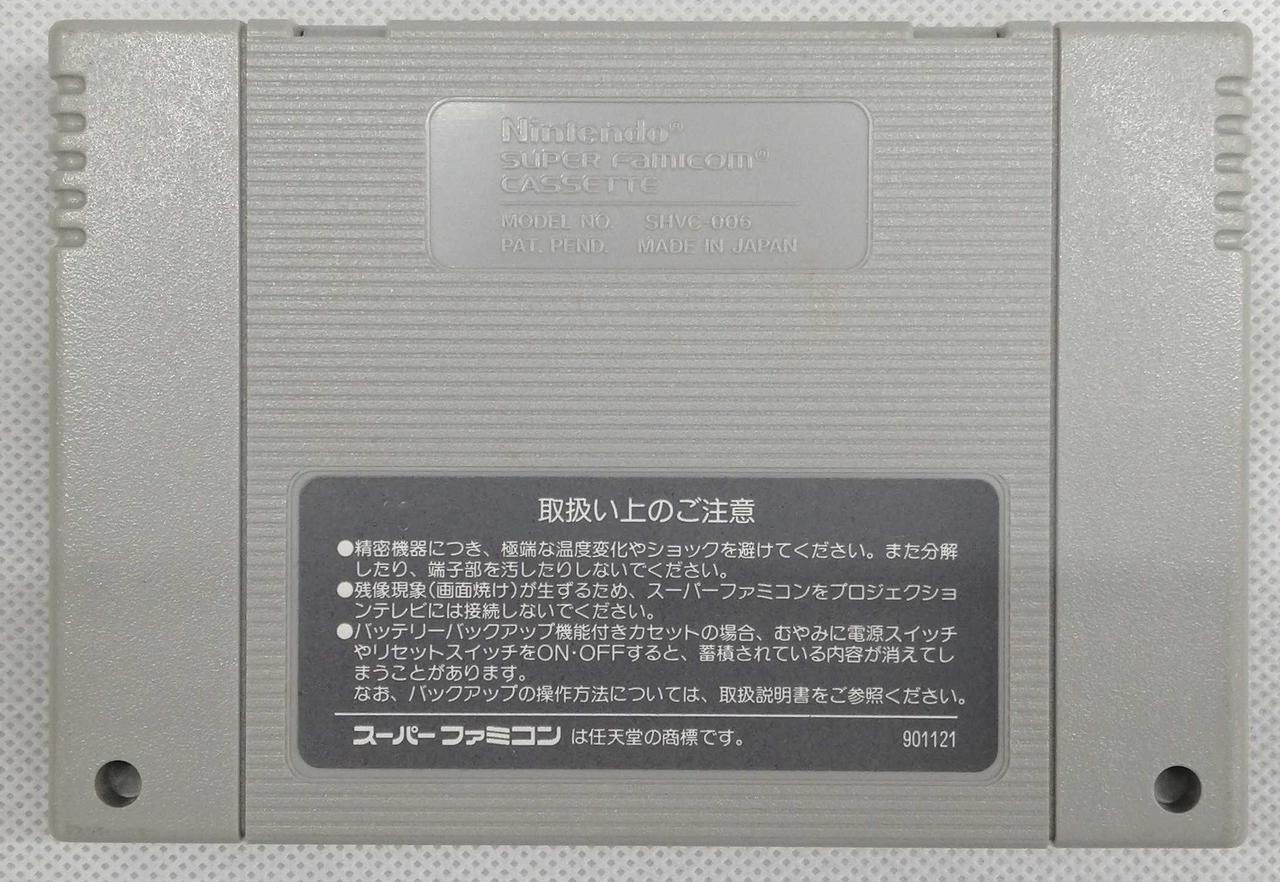 Nintendo®
SUPER FAMICOM®
CASSETTE
MODEL NO. SHVC-006
PAT. PEND. MADE IN JAPAN
取扱い上のご注意
●精密機器につき、極端な温度変化やショックを避けてください。また分解
したり、端子部を汚したりしないでください。
●残像現象(画面焼け)が生ずるため、スーパーファミコンをプロジェクショ
ンテレビには接続しないでください。
●バッテリーバックアップ機能付きカセットの場合、むやみに電源スイッチ
やリセットスイッチをON・OFFすると、蓄積されている内容が消えてし
まうことがあります。
なお、バックアップの操作方法については、取扱説明書をご参照ください。
スーパーファミコン は任天堂の商標です。 901121